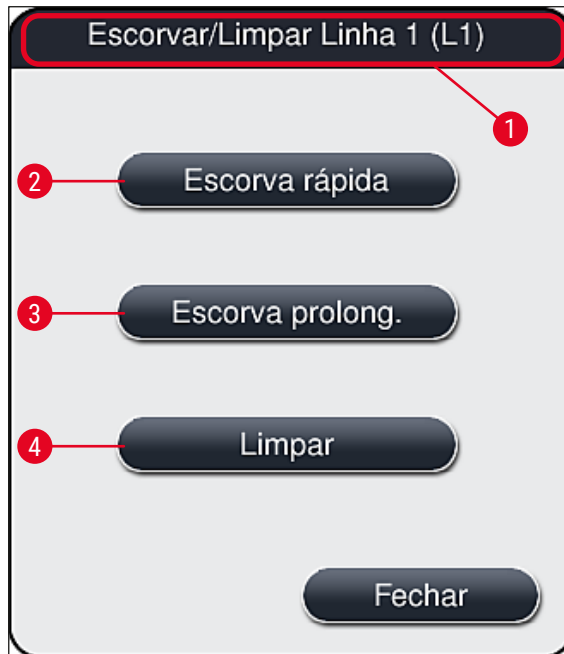 Escorvar/Limpar Linha 1 (L1)
1
2 Escorva rápida
3 Escorva prolong.
4 Limpar
Fechar